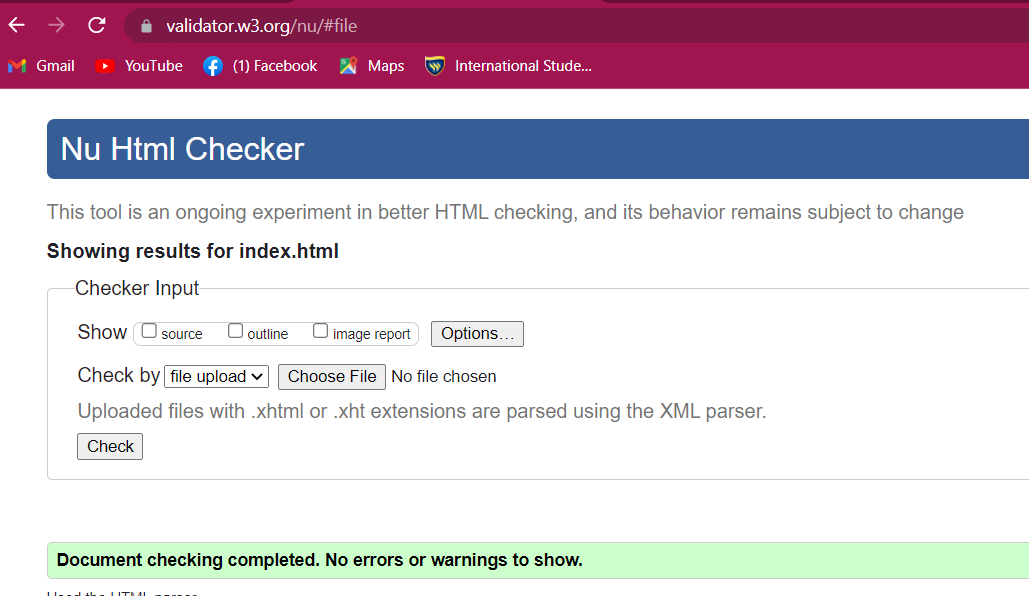 validator.w3.org/nu/#file
Gmail YouTube (1) Facebook Maps International Stude...
Nu Html Checker
This tool is an ongoing experiment in better HTML checking, and its behavior remains subject to change
Showing results for index.html
Checker Input
Show source outline image report Options...
Check by file upload Choose File No file chosen
Uploaded files with .xhtml or .xht extensions are parsed using the XML parser.
Check
Document checking completed. No errors or warnings to show.
Used the HTML parser